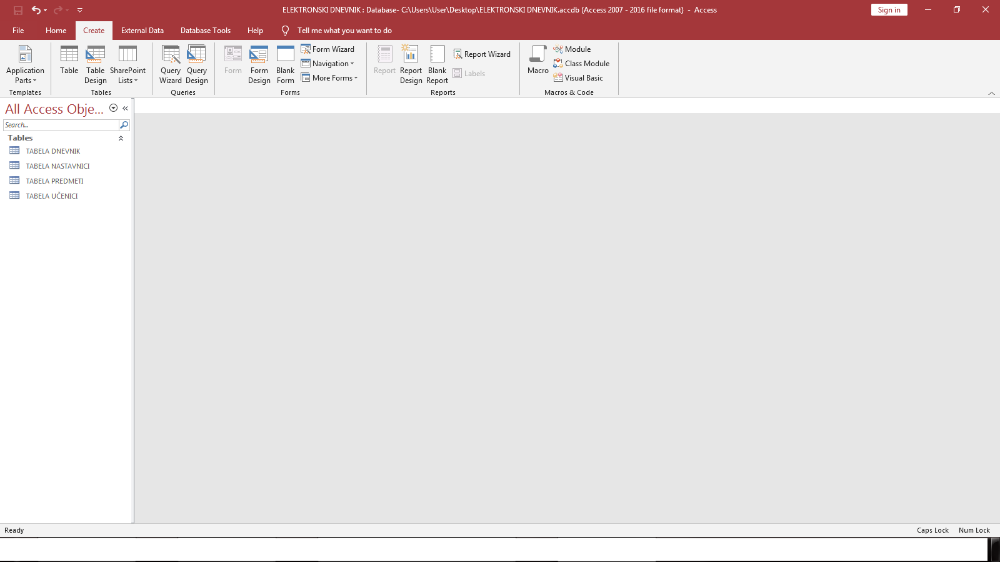 ELEKTRONSKI DNEVNIK : Database- C:\Users\User\Desktop\ELEKTRONSKI DNEVNIK.accdb (Access 2007 - 2016 file format) - Access
Sign in
File Home Create External Data Database Tools Help Tell me what you want to do
Application Parts
Templates
Table
Table Design
SharePoint Lists
Tables
Query Wizard
Query Design
Queries
Form
Form Design
Blank Form
Form Wizard
Navigation
More Forms
Forms
Report
Report Design
Blank Report
Report Wizard
Labels
Reports
Macro
Module
Class Module
Visual Basic
Macros & Code
All Access Obje...
Search...
Tables
TABELA DNEVNIK
TABELA NASTAVNICI
TABELA PREDMETI
TABELA UČENICI
Ready
Caps Lock Num Lock